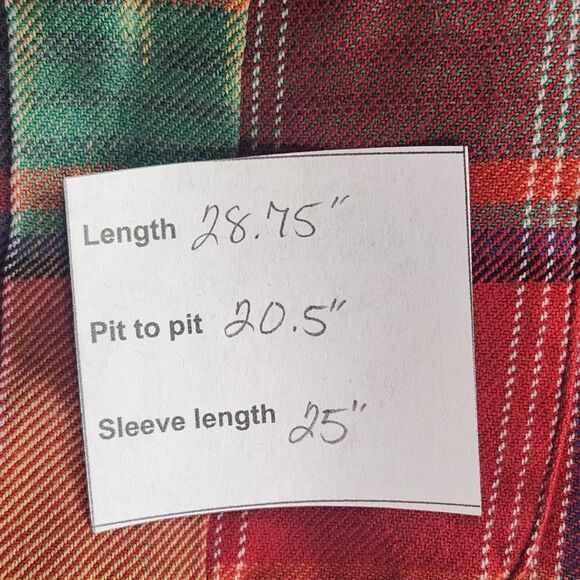 Length 28.75"
Pit to pit 20.5"
Sleeve length 25"